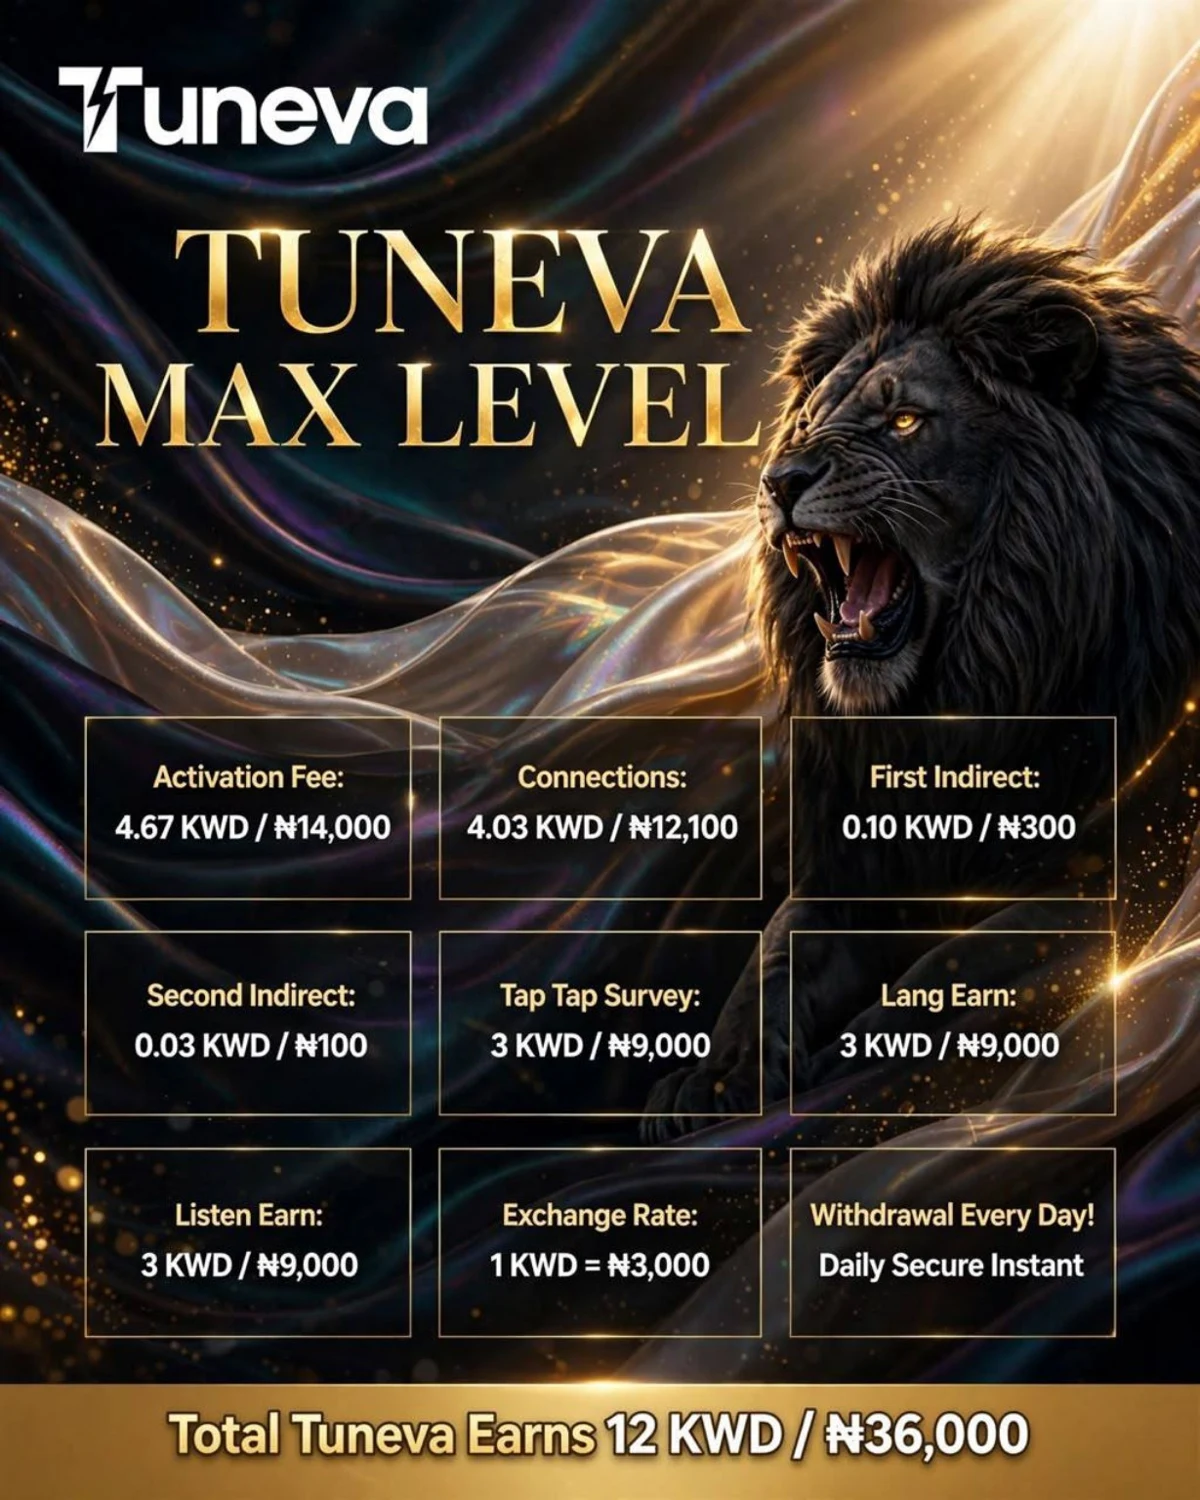 Tuneva
TUNEVA
MAX LEVEL
Activation Fee:
4.67 KWD / ₦14,000
Connections:
4.03 KWD / ₦12,100
First Indirect:
0.10 KWD / ₦300
Second Indirect:
0.03 KWD / ₦100
Tap Tap Survey:
3 KWD / ₦9,000
Lang Earn:
3 KWD / ₦9,000
Listen Earn:
3 KWD / ₦9,000
Exchange Rate:
1 KWD = ₦3,000
Withdrawal Every Day!
Daily Secure Instant
Total Tuneva Earns 12 KWD / ₦36,000